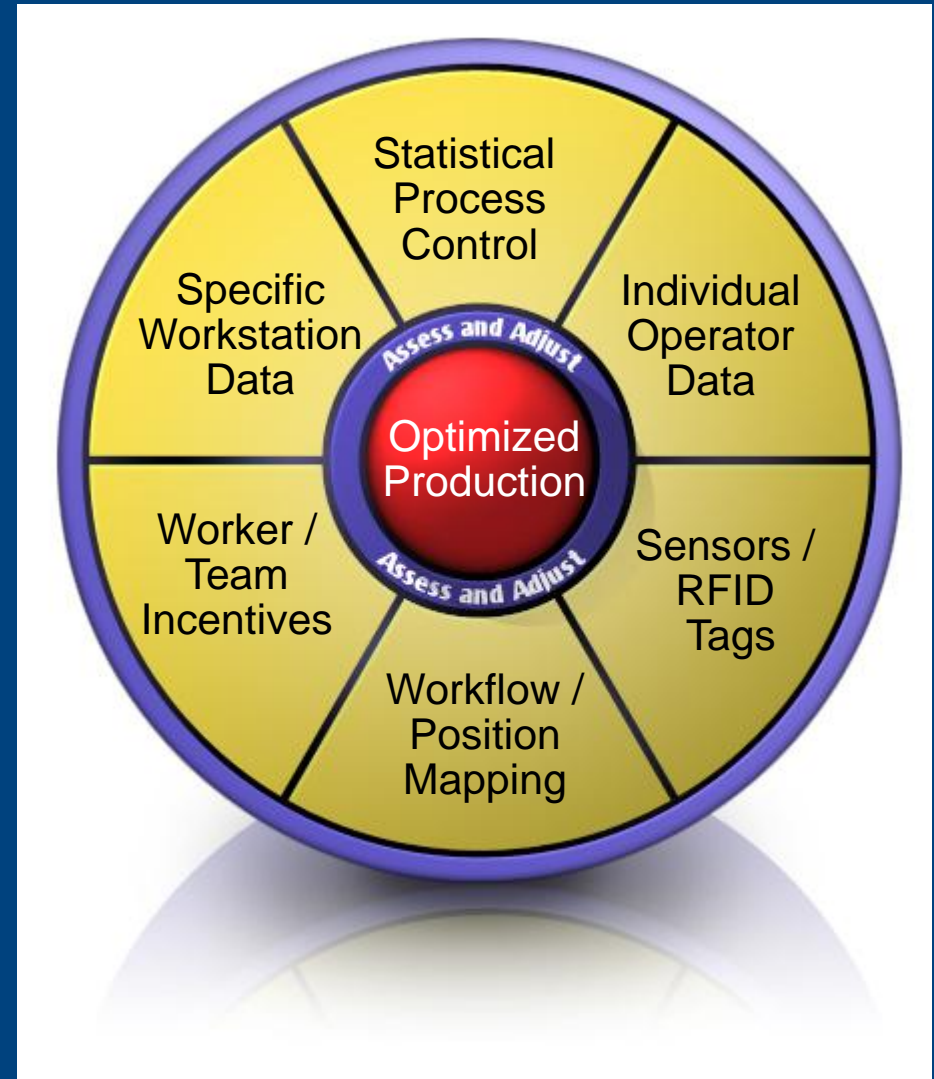 Statistical
Process
Control
Individual
Operator
Data
Sensors /
RFID
Tags
Workflow /
Position
Mapping
Worker /
Team
Incentives
Specific
Workstation
Data
Assess and Adjust
Optimized
Production
Assess and Adjust